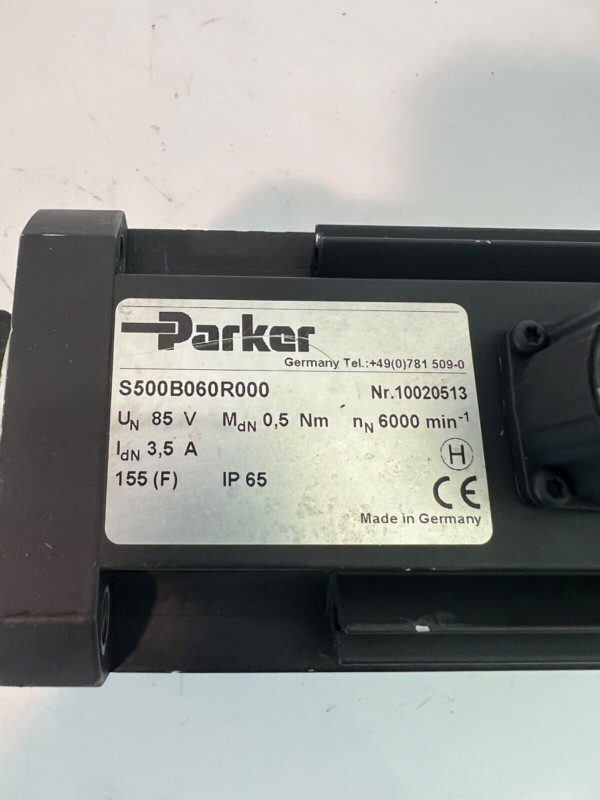 Parker
Germany Tel.:+49(0)781 509-0
S500B060R000 Nr.10020513
UN 85 V MdN 0,5 Nm nN 6000 min-1
IdN 3,5 A
H
155 (F) IP 65
CE
Made in Germany